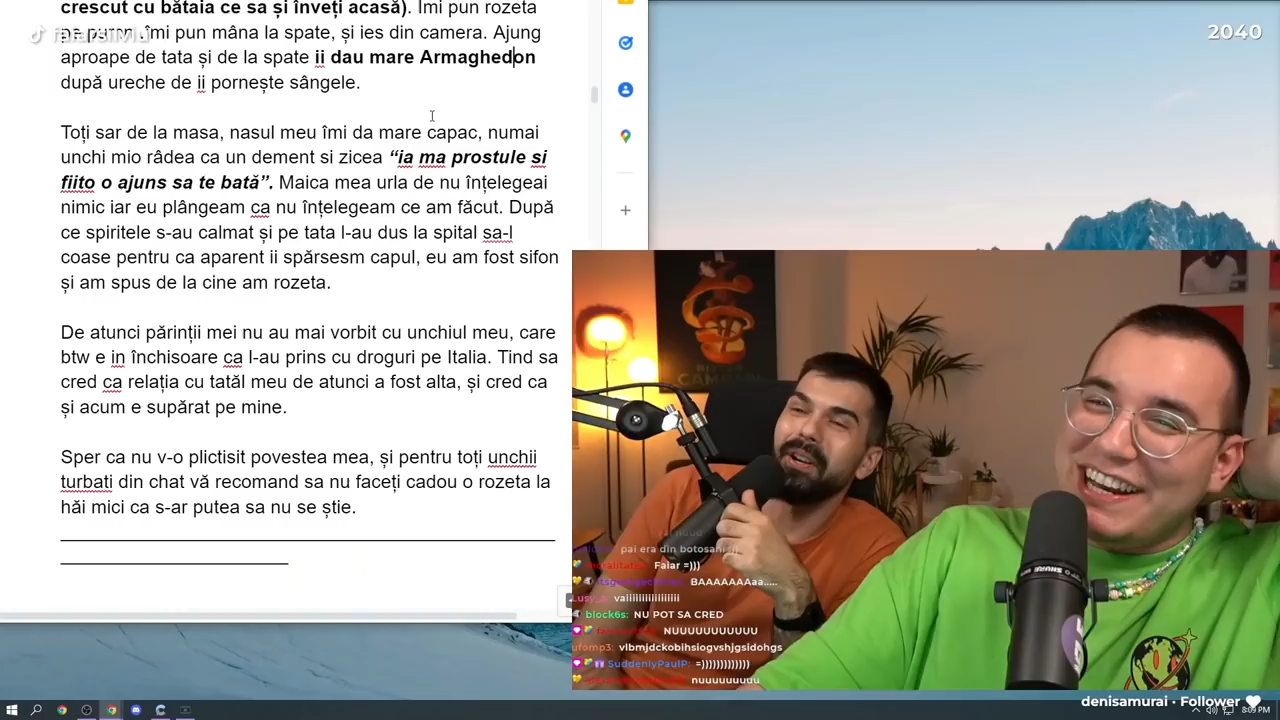 crescut cu bătaia ce sa și înveți acasă). Îmi pun rozeta
îmi pun mâna la spate, și ies din camera. Ajung
aproape de tata și de la spate ii dau mare Armaghedon
după ureche de ii pornește sângele.
Toți sar de la masa, nasul meu îmi da mare capac, numai
unchi mio râdea ca un dement si zicea “ia ma prostule si
fiito o ajuns sa te bată”. Maica mea urla de nu înțelegeai
nimic iar eu plângeam ca nu înțelegeam ce am făcut. După
ce spiritele s-au calmat și pe tata l-au dus la spital sa-l
coase pentru ca aparent ii spărsesm capul, eu am fost sifon
și am spus de la cine am rozeta.
De atunci părinții mei nu au mai vorbit cu unchiul meu, care
btw e in închisoare ca l-au prins cu droguri pe Italia. Tind sa
cred ca relația cu tatăl meu de atunci a fost alta, și cred ca
și acum e supărat pe mine.
Sper ca nu v-o plictisit povestea mea, și pentru toți unchii
turbati din chat vă recomand sa nu faceți cadou o rozeta la
hăi mici ca s-ar putea sa nu se știe.
2040
pai era din botosani
Faiar =)))
BAAAAAAAaa.....
vaiiiiiiiiiiiiiiiii
block6s: NU POT SA CRED
NUUUUUUUUUUU
ufomp3: vlbmjdckobihsiogvshjgsidohgs
SuddenlyPaulP: =)))))))))))))
nuuuuuuuuu
denisamurai · Follower
8:09 PM